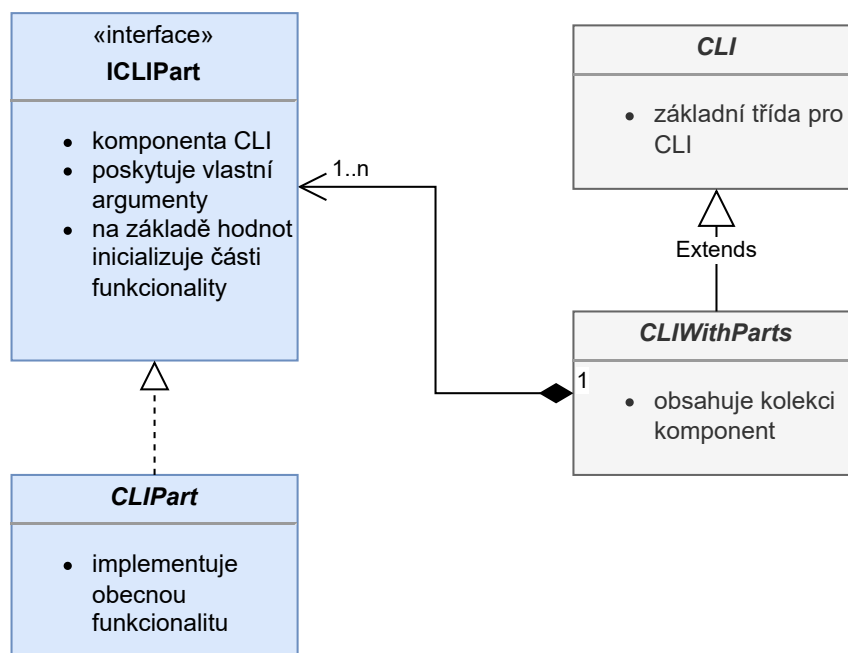 «interface»
ICLIPart
• komponenta CLI
• poskytuje vlastní
argumenty
• na základě hodnot
inicializuje části
funkcionality
1..n
CLI
• základní třída pro
CLI
Extends
CLIWithParts
1
• obsahuje kolekci
komponent
CLIPart
• implementuje
obecnou
funkcionalitu